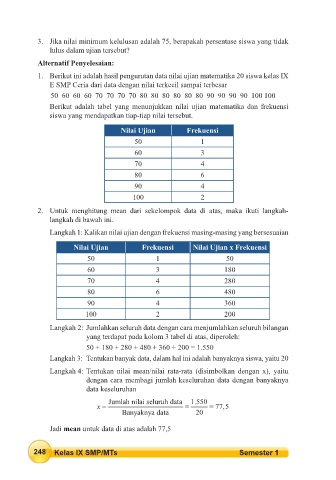 3. Jika nilai minimum kelulusan adalah 75, berapakah persentase siswa yang tidak
lulus dalam ujian tersebut?
Alternatif Penyelesaian:
1. Berikut ini adalah hasil pengurutan data nilai ujian matematika 20 siswa kelas IX
E SMP Ceria dari data dengan nilai terkecil sampai terbesar
50 60 60 60 70 70 70 70 80 80 80 80 80 80 90 90 90 90 100 100
Berikut adalah tabel yang menunjukkan nilai ujian matematika dan frekuensi
siswa yang mendapatkan tiap-tiap nilai tersebut.
Nilai Ujian Frekuensi
50 1
60 3
70 4
80 6
90 4
100 2
2. Untuk menghitung mean dari sekelompok data di atas, maka ikuti langkah-
langkah di bawah ini.
Langkah 1: Kalikan nilai ujian dengan frekuensi masing-masing yang bersesuaian
Nilai Ujian Frekuensi Nilai Ujian x Frekuensi
50 1 50
60 3 180
70 4 280
80 6 480
90 4 360
100 2 200
Langkah 2: Jumlahkan seluruh data dengan cara menjumlahkan seluruh bilangan
yang terdapat pada kolom 3 tabel di atas, diperoleh:
50 + 180 + 280 + 480 + 360 + 200 = 1.550
Langkah 3: Tentukan banyak data, dalam hal ini adalah banyaknya siswa, yaitu 20
Langkah 4: Tentukan nilai mean/nilai rata-rata (disimbolkan dengan x), yaitu
dengan cara membagi jumlah keseluruhan data dengan banyaknya
data keseluruhan
x = Jumlah nilai seluruh data / Banyaknya data = 1.550 / 20 = 77,5
Jadi mean untuk data di atas adalah 77,5
248 Kelas IX SMP/MTs Semester 1